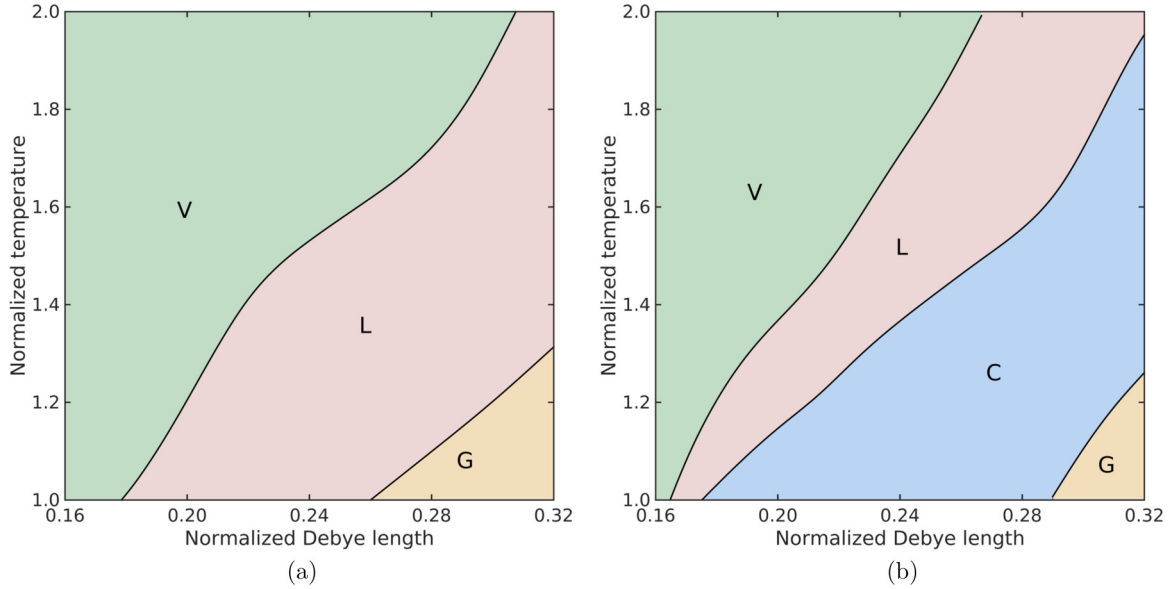 2.0
1.8
1.6
1.4
1.2
1.0
Normalized temperature
V
L
G
0.16
0.20
0.24
0.28
0.32
Normalized Debye length
(a)
2.0
1.8
1.6
1.4
1.2
1.0
Normalized temperature
V
L
C
G
0.16
0.20
0.24
0.28
0.32
Normalized Debye length
(b)